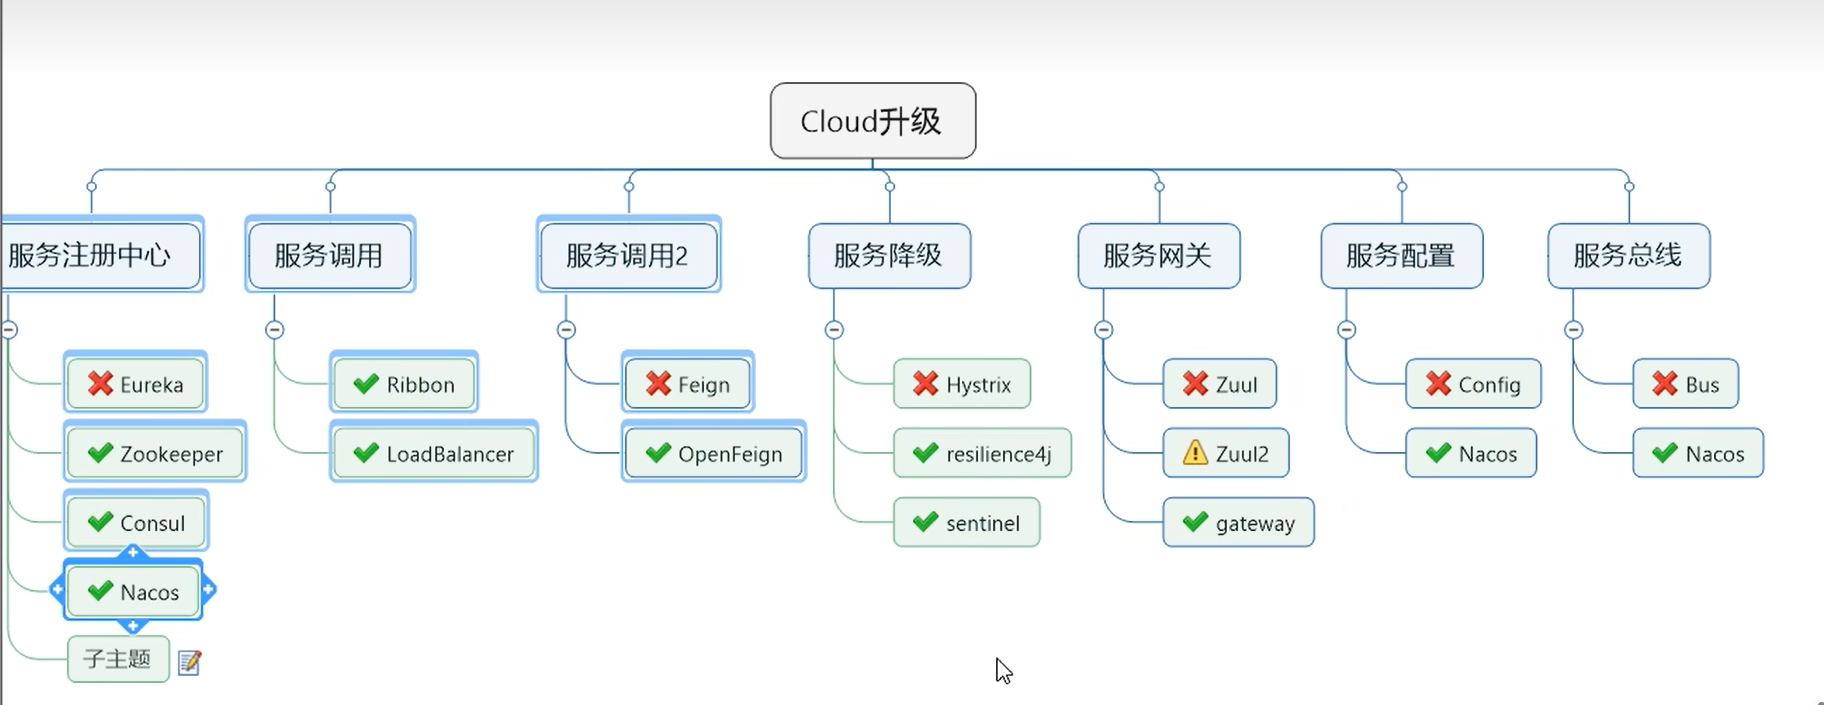 Cloud升级
服务注册中心
服务调用
服务调用2
服务降级
服务网关
服务配置
服务总线
Eureka
Zookeeper
Consul
Nacos
子主题
Ribbon
LoadBalancer
Feign
OpenFeign
Hystrix
resilience4j
sentinel
Zuul
Zuul2
gateway
Config
Nacos
Bus
Nacos